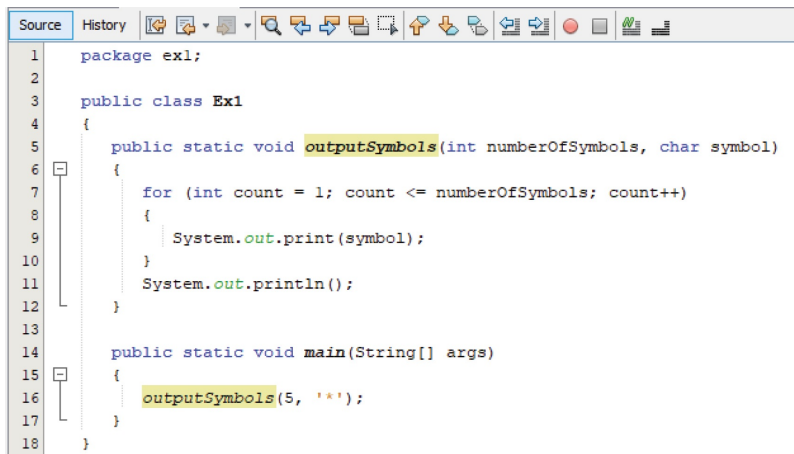 Source History
1 package ex1;
2
3 public class Ex1
4 {
5 public static void outputSymbols(int numberOfSymbols, char symbol)
6 {
7 for (int count = 1; count <= numberOfSymbols; count++)
8 {
9 System.out.print(symbol);
10 }
11 System.out.println();
12 }
13
14 public static void main(String[] args)
15 {
16 outputSymbols(5, '*');
17 }
18 }